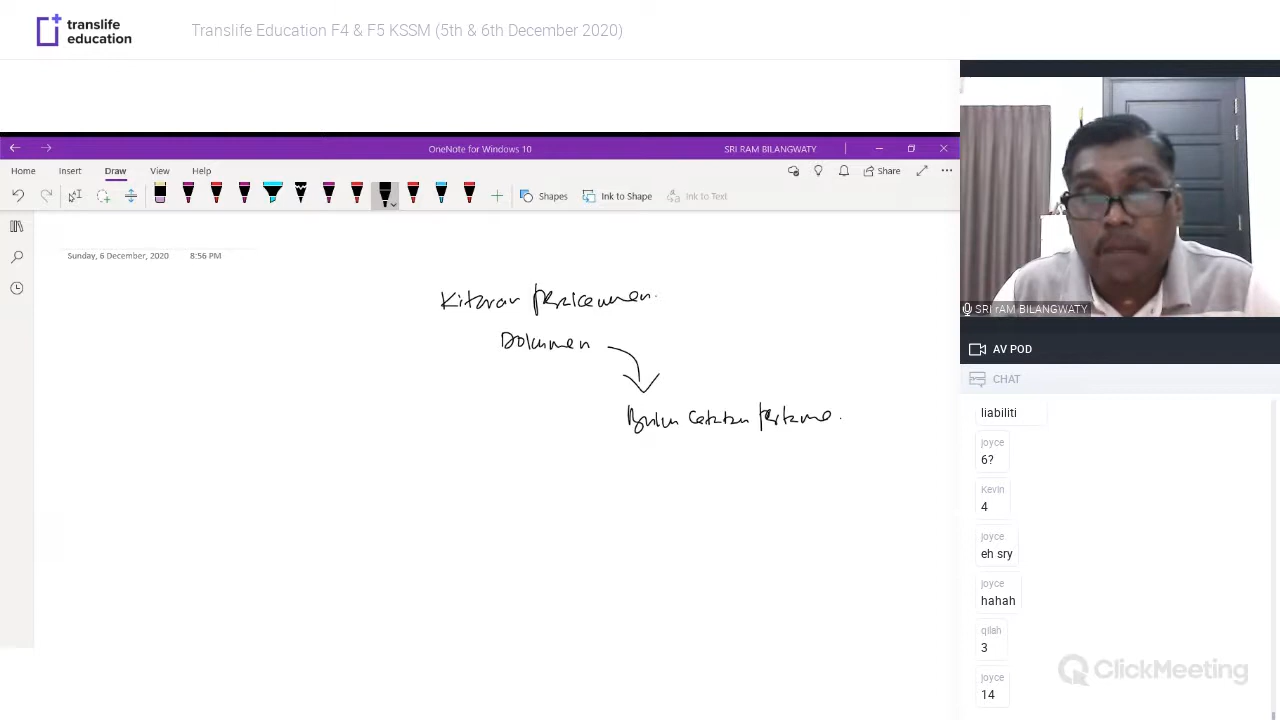 translife
education
Translife Education F4 & F5 KSSM (5th & 6th December 2020)
OneNote for Windows 10
SRI RAM BILANGWATY
Home Insert Draw View Help
Share
Shapes
Ink to Shape
Ink to Text
Sunday, 6 December, 2020 8:56 PM
Kitaran Perakaunan.
Dokumen
Buku Catatan Pertama.
SRI rAM BILANGWATY
AV POD
CHAT
liabiliti
joyce
6?
Kevin
4
joyce
eh sry
joyce
hahah
qilah
3
joyce
14
ClickMeeting